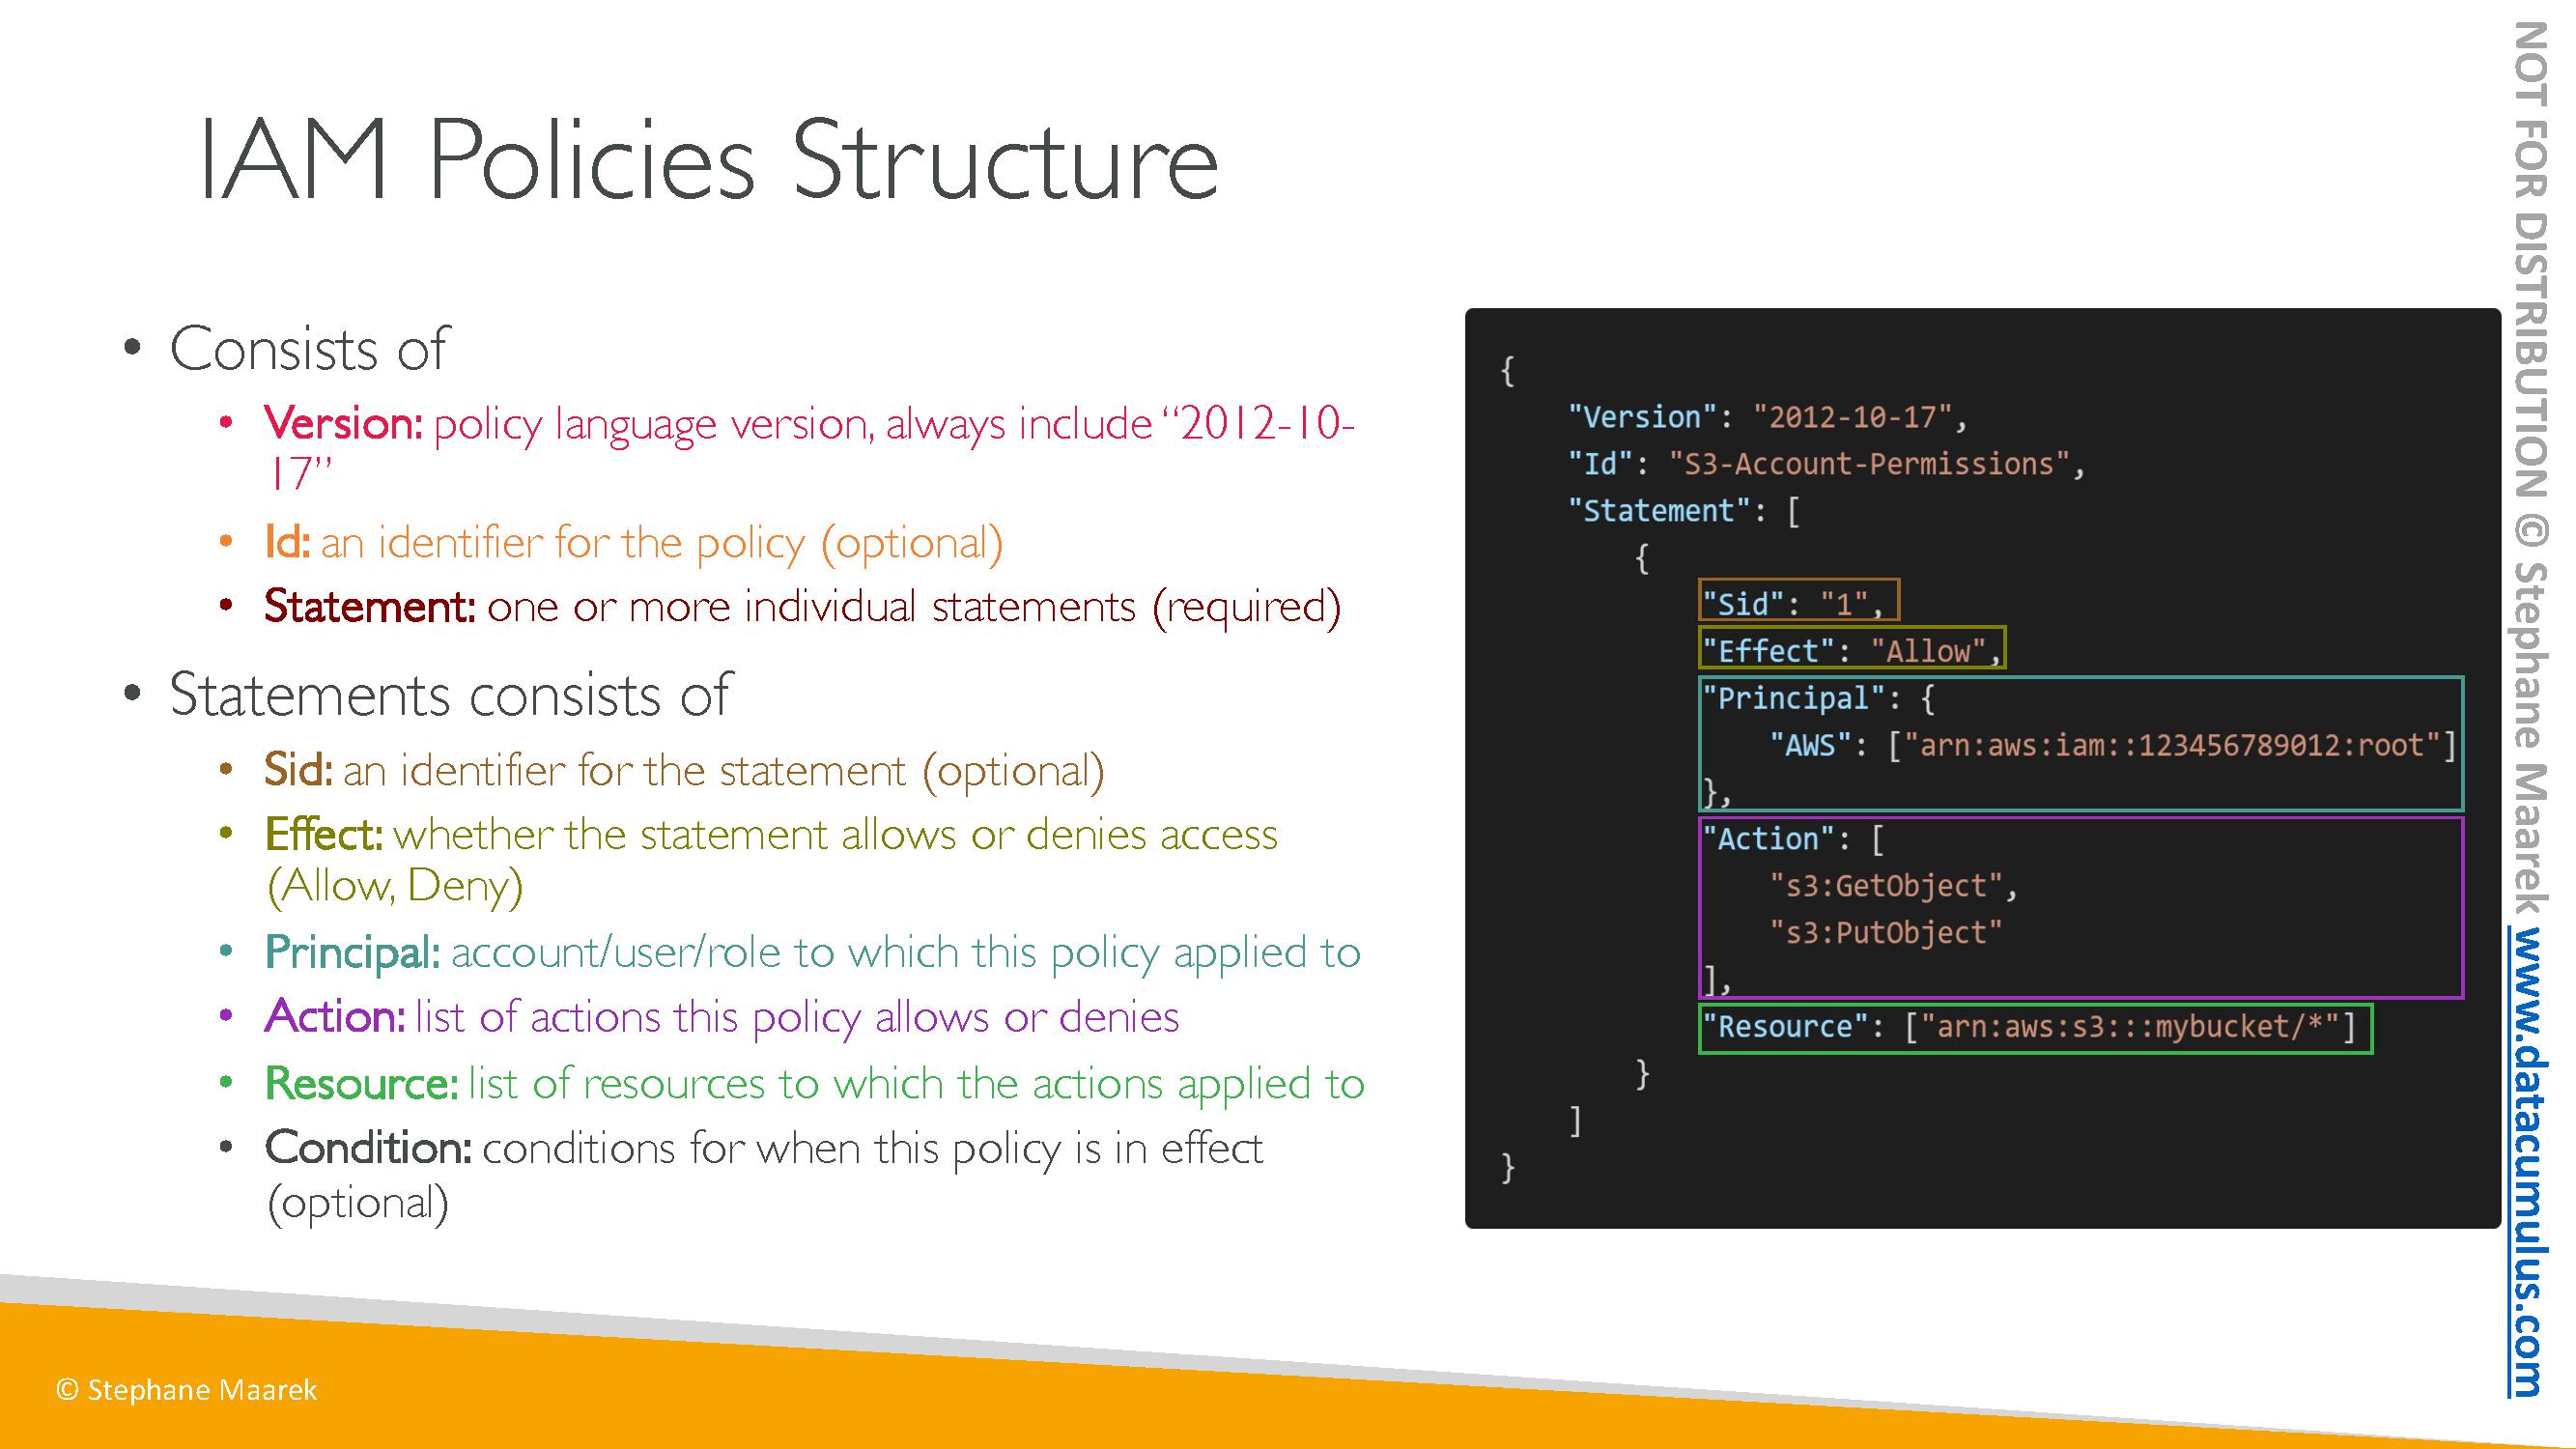 IAM Policies Structure
• Consists of
• Version: policy language version, always include “2012-10-
17”
• Id: an identifier for the policy (optional)
• Statement: one or more individual statements (required)
• Statements consists of
• Sid: an identifier for the statement (optional)
• Effect: whether the statement allows or denies access
(Allow, Deny)
• Principal: account/user/role to which this policy applied to
• Action: list of actions this policy allows or denies
• Resource: list of resources to which the actions applied to
• Condition: conditions for when this policy is in effect
(optional)
{
    "Version": "2012-10-17",
    "Id": "S3-Account-Permissions",
    "Statement": [
        {
            "Sid": "1",
            "Effect": "Allow",
            "Principal": {
                "AWS": ["arn:aws:iam::123456789012:root"]
            },
            "Action": [
                "s3:GetObject",
                "s3:PutObject"
            ],
            "Resource": ["arn:aws:s3:::mybucket/*"]
        }
    ]
}
© Stephane Maarek
NOT FOR DISTRIBUTION © Stephane Maarek www.datacumulus.com